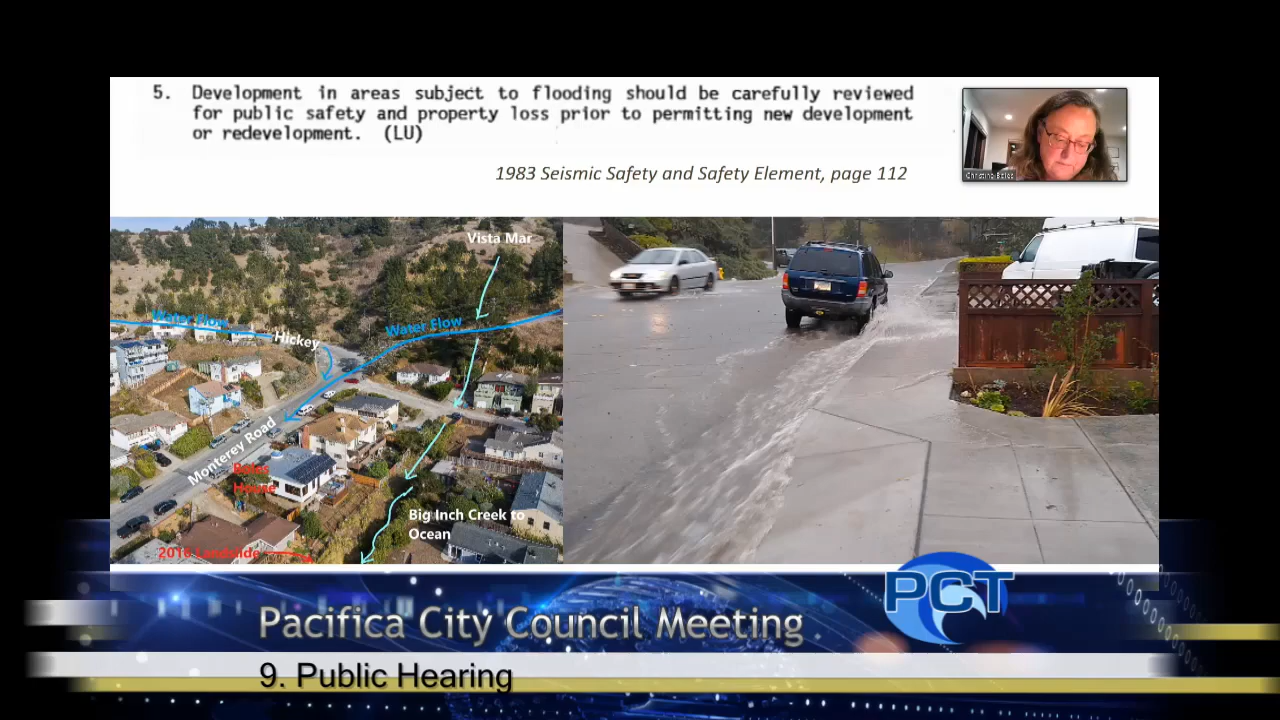 5. Development in areas subject to flooding should be carefully reviewed
for public safety and property loss prior to permitting new development
or redevelopment. (LU)
1983 Seismic Safety and Safety Element, page 112
Christine Boles
Vista Mar
Water Flow
Water Flow
Hickey
Monterey Road
Boles
House
Big Inch Creek to
Ocean
2016 Landslide
PCT
Pacifica City Council Meeting
9. Public Hearing